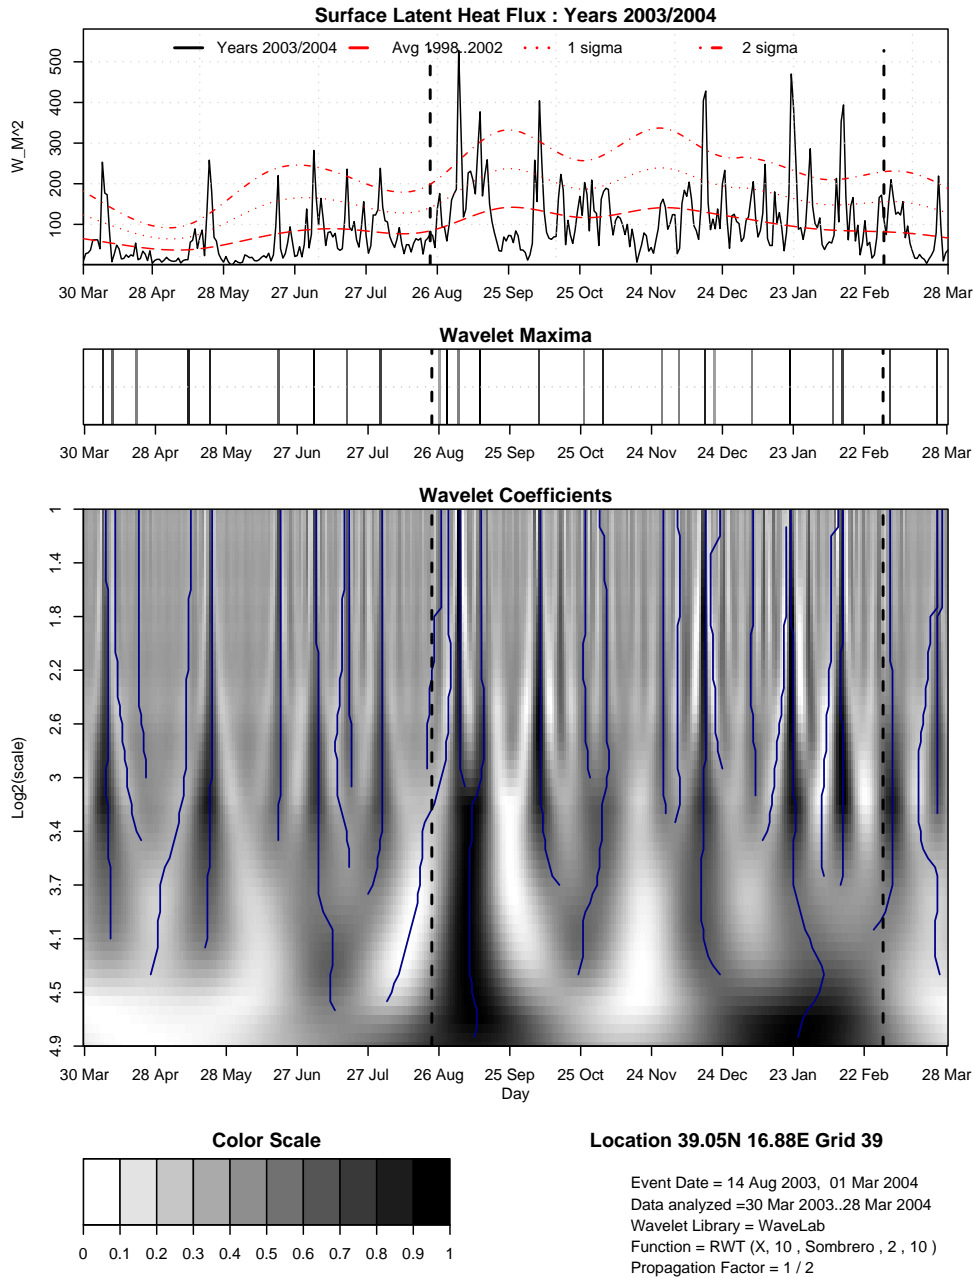 Surface Latent Heat Flux : Years 2003/2004
Years 2003/2004 Avg 1998..2002 1 sigma 2 sigma
W_M^2
100 200 300 400 500
30 Mar 28 Apr 28 May 27 Jun 27 Jul 26 Aug 25 Sep 25 Oct 24 Nov 24 Dec 23 Jan 22 Feb 28 Mar
Wavelet Maxima
30 Mar 28 Apr 28 May 27 Jun 27 Jul 26 Aug 25 Sep 25 Oct 24 Nov 24 Dec 23 Jan 22 Feb 28 Mar
Wavelet Coefficients
Log2(scale)
1 1.4 1.8 2.2 2.6 3 3.4 3.7 4.1 4.5 4.9
30 Mar 28 Apr 28 May 27 Jun 27 Jul 26 Aug 25 Sep 25 Oct 24 Nov 24 Dec 23 Jan 22 Feb 28 Mar
Day
Color Scale
0 0.1 0.2 0.3 0.4 0.5 0.6 0.7 0.8 0.9 1
Location 39.05N 16.88E Grid 39
Event Date = 14 Aug 2003, 01 Mar 2004
Data analyzed =30 Mar 2003..28 Mar 2004
Wavelet Library = WaveLab
Function = RWT (X, 10 , Sombrero , 2 , 10 )
Propagation Factor = 1 / 2